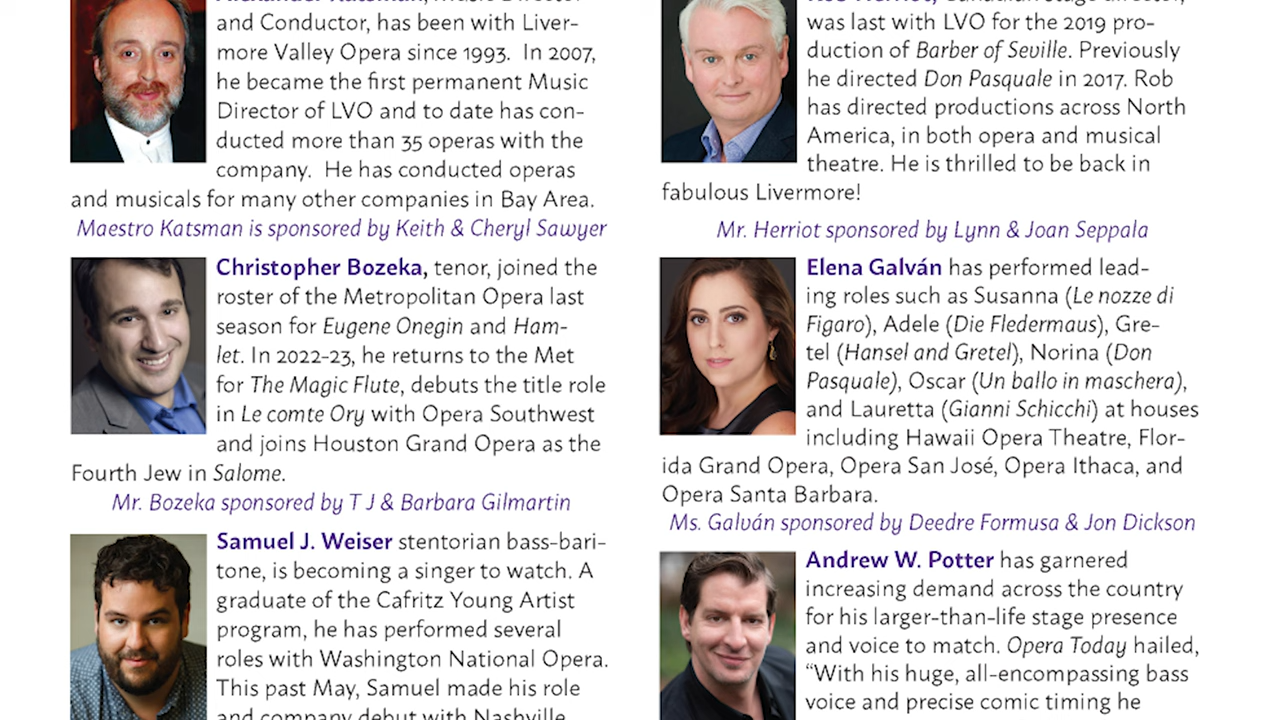 Alexander Katsman, Music Director
and Conductor, has been with Liver-
more Valley Opera since 1993.  In 2007,
he became the first permanent Music
Director of LVO and to date has con-
ducted more than 35 operas with the
company.  He has conducted operas
and musicals for many other companies in Bay Area.
Maestro Katsman is sponsored by Keith & Cheryl Sawyer
Christopher Bozeka, tenor, joined the
roster of the Metropolitan Opera last
season for Eugene Onegin and Ham-
let. In 2022-23, he returns to the Met
for The Magic Flute, debuts the title role
in Le comte Ory with Opera Southwest
and joins Houston Grand Opera as the
Fourth Jew in Salome.
Mr. Bozeka sponsored by T J & Barbara Gilmartin
Samuel J. Weiser stentorian bass-bari-
tone, is becoming a singer to watch. A
graduate of the Cafritz Young Artist
program, he has performed several
roles with Washington National Opera.
This past May, Samuel made his role
and company debut with Nashville
Rob Herriot, Canadian stage director,
was last with LVO for the 2019 pro-
duction of Barber of Seville. Previously
he directed Don Pasquale in 2017. Rob
has directed productions across North
America, in both opera and musical
theatre. He is thrilled to be back in
fabulous Livermore!
Mr. Herriot sponsored by Lynn & Joan Seppala
Elena Galván has performed lead-
ing roles such as Susanna (Le nozze di
Figaro), Adele (Die Fledermaus), Gre-
tel (Hansel and Gretel), Norina (Don
Pasquale), Oscar (Un ballo in maschera),
and Lauretta (Gianni Schicchi) at houses
including Hawaii Opera Theatre, Flor-
ida Grand Opera, Opera San José, Opera Ithaca, and
Opera Santa Barbara.
Ms. Galván sponsored by Deedre Formusa & Jon Dickson
Andrew W. Potter has garnered
increasing demand across the country
for his larger-than-life stage presence
and voice to match. Opera Today hailed,
“With his huge, all-encompassing bass
voice and precise comic timing he